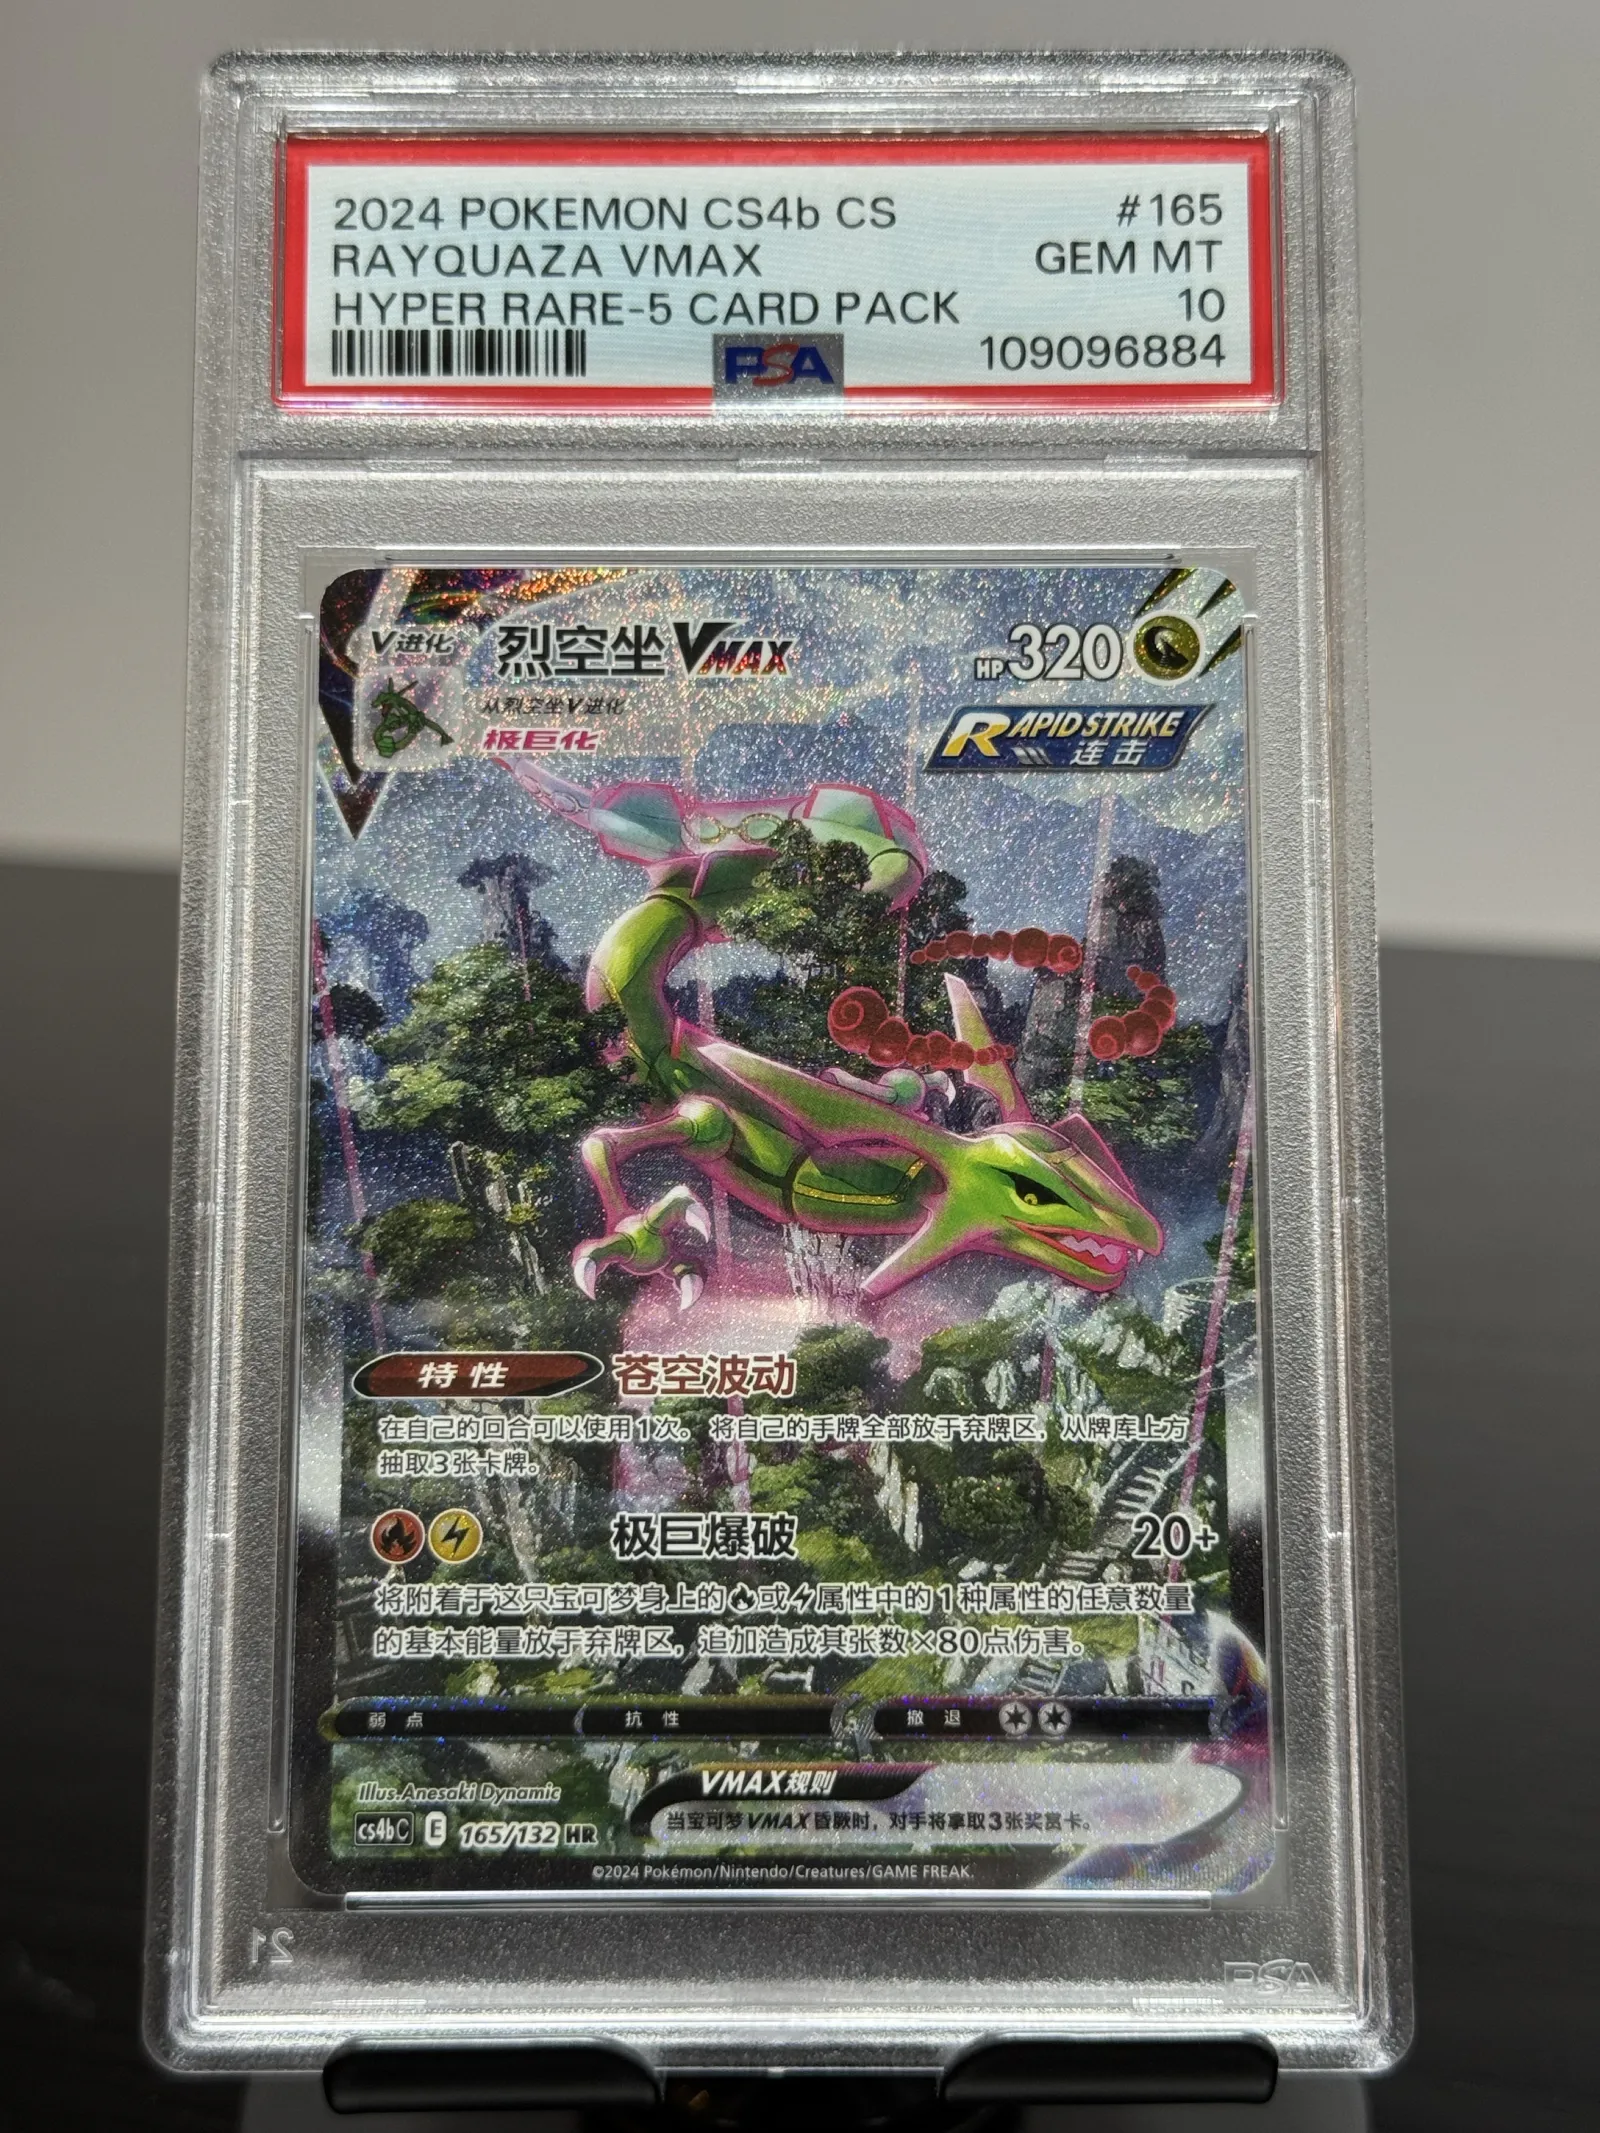 2024 POKEMON CS4b CS #165
RAYQUAZA VMAX GEM MT
HYPER RARE-5 CARD PACK 10
PSA 109096884
V进化 烈空坐VMAX HP320
从烈空坐V进化
极巨化
RAPID STRIKE
连击
特性 苍空波动
在自己的回合可以使用1次。将自己的手牌全部放于弃牌区,从牌库上方
抽取3张卡牌。
极巨爆破 20+
将附着于这只宝可梦身上的或属性中的1种属性的任意数量
的基本能量放于弃牌区,追加造成其张数×80点伤害。
弱点 抗性 撤退
Illus.Anesaki Dynamic
VMAX规则
当宝可梦VMAX昏厥时,对手将拿取3张奖赏卡。
cs4bC E 165/132 HR
©2024 Pokémon/Nintendo/Creatures/GAME FREAK.
21
PSA